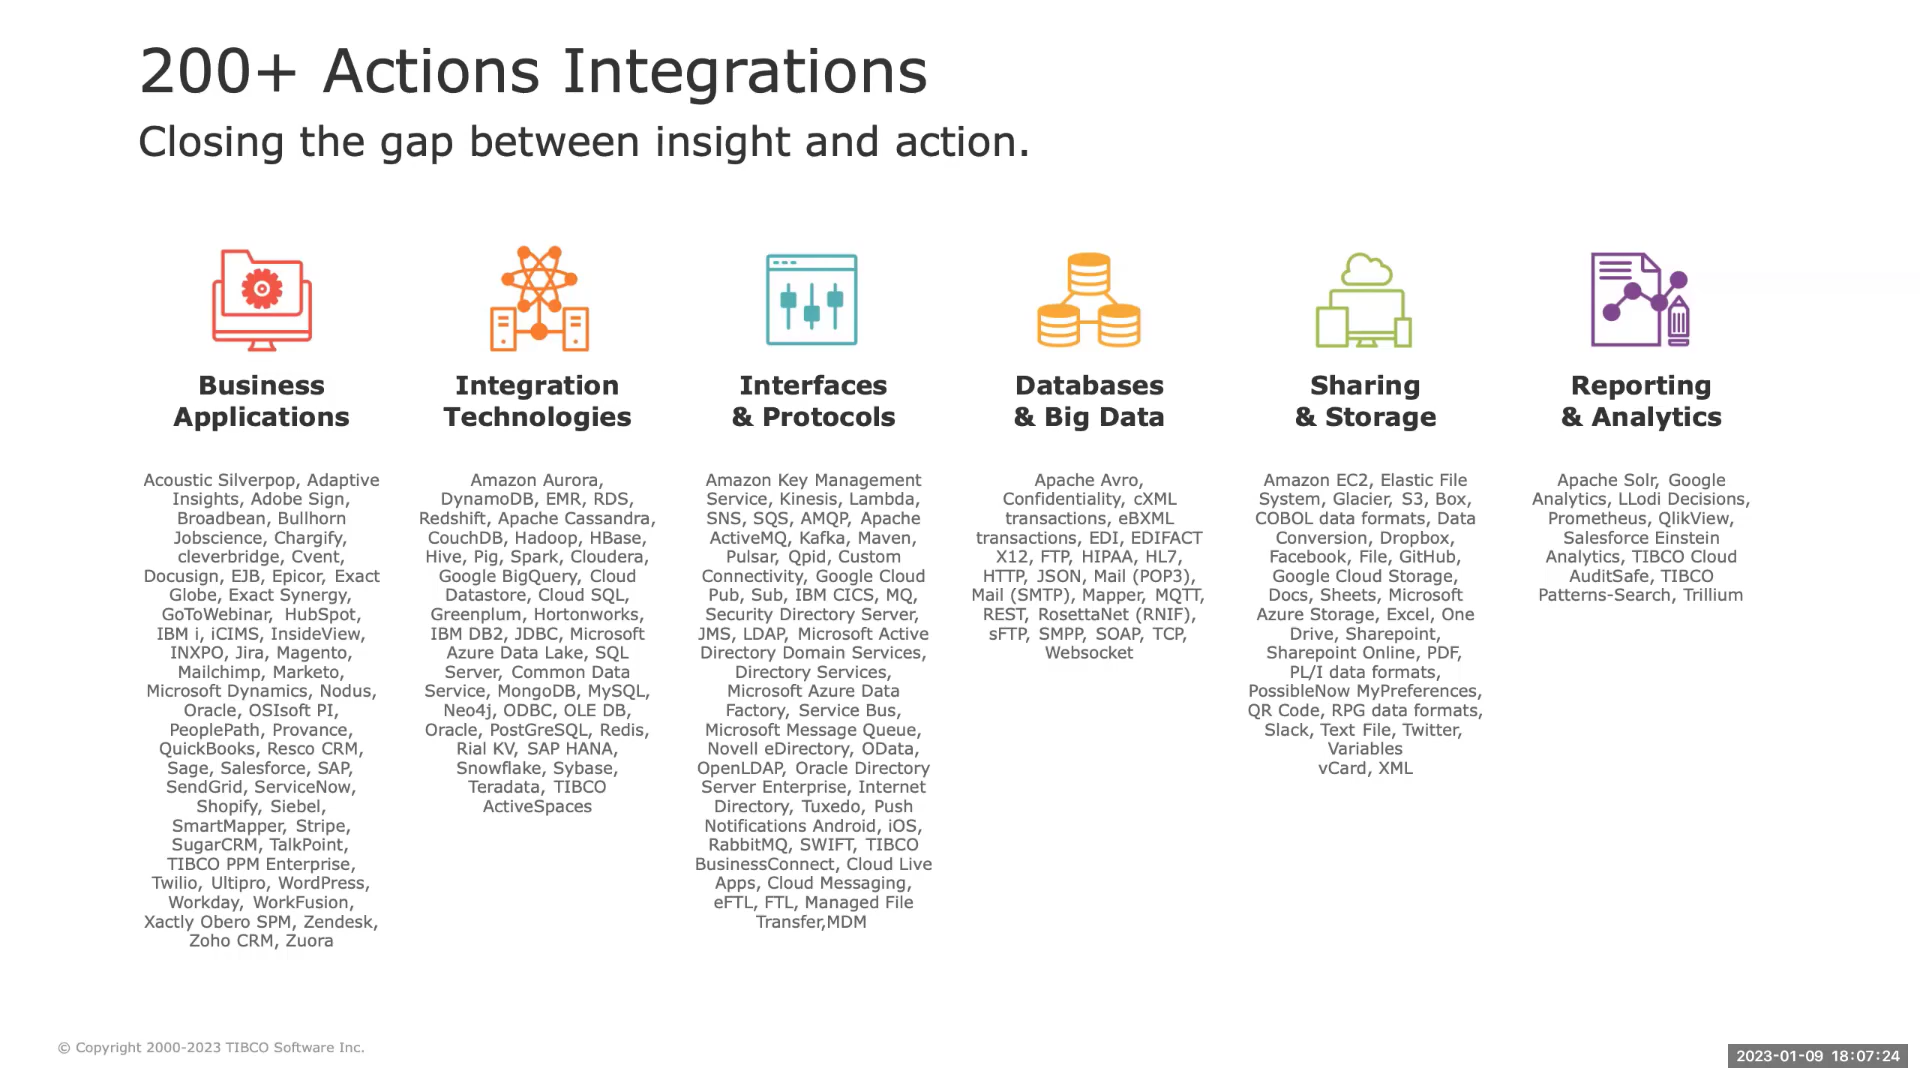 200+ Actions Integrations
Closing the gap between insight and action.
Business
Applications
Acoustic Silverpop, Adaptive
Insights, Adobe Sign,
Broadbean, Bullhorn
Jobscience, Chargify,
cleverbridge, Cvent,
Docusign, EJB, Epicor, Exact
Globe, Exact Synergy,
GoToWebinar, HubSpot,
IBM i, iCIMS, InsideView,
INXPO, Jira, Magento,
Mailchimp, Marketo,
Microsoft Dynamics, Nodus,
Oracle, OSIsoft PI,
PeoplePath, Provance,
QuickBooks, Resco CRM,
Sage, Salesforce, SAP,
SendGrid, ServiceNow,
Shopify, Siebel,
SmartMapper, Stripe,
SugarCRM, TalkPoint,
TIBCO PPM Enterprise,
Twilio, Ultipro, WordPress,
Workday, WorkFusion,
Xactly Obero SPM, Zendesk,
Zoho CRM, Zuora
Integration
Technologies
Amazon Aurora,
DynamoDB, EMR, RDS,
Redshift, Apache Cassandra,
CouchDB, Hadoop, HBase,
Hive, Pig, Spark, Cloudera,
Google BigQuery, Cloud
Datastore, Cloud SQL,
Greenplum, Hortonworks,
IBM DB2, JDBC, Microsoft
Azure Data Lake, SQL
Server, Common Data
Service, MongoDB, MySQL,
Neo4j, ODBC, OLE DB,
Oracle, PostGreSQL, Redis,
Rial KV, SAP HANA,
Snowflake, Sybase,
Teradata, TIBCO
ActiveSpaces
Interfaces
& Protocols
Amazon Key Management
Service, Kinesis, Lambda,
SNS, SQS, AMQP, Apache
ActiveMQ, Kafka, Maven,
Pulsar, Qpid, Custom
Connectivity, Google Cloud
Pub, Sub, IBM CICS, MQ,
Security Directory Server,
JMS, LDAP, Microsoft Active
Directory Domain Services,
Directory Services,
Microsoft Azure Data
Factory, Service Bus,
Microsoft Message Queue,
Novell eDirectory, OData,
OpenLDAP, Oracle Directory
Server Enterprise, Internet
Directory, Tuxedo, Push
Notifications Android, iOS,
RabbitMQ, SWIFT, TIBCO
BusinessConnect, Cloud Live
Apps, Cloud Messaging,
eFTL, FTL, Managed File
Transfer,MDM
Databases
& Big Data
Apache Avro,
Confidentiality, cXML
transactions, eBXML
transactions, EDI, EDIFACT
X12, FTP, HIPAA, HL7,
HTTP, JSON, Mail (POP3),
Mail (SMTP), Mapper, MQTT,
REST, RosettaNet (RNIF),
sFTP, SMPP, SOAP, TCP,
Websocket
Sharing
& Storage
Amazon EC2, Elastic File
System, Glacier, S3, Box,
COBOL data formats, Data
Conversion, Dropbox,
Facebook, File, GitHub,
Google Cloud Storage,
Docs, Sheets, Microsoft
Azure Storage, Excel, One
Drive, Sharepoint,
Sharepoint Online, PDF,
PL/I data formats,
PossibleNow MyPreferences,
QR Code, RPG data formats,
Slack, Text File, Twitter,
Variables
vCard, XML
Reporting
& Analytics
Apache Solr, Google
Analytics, LLodi Decisions,
Prometheus, QlikView,
Salesforce Einstein
Analytics, TIBCO Cloud
AuditSafe, TIBCO
Patterns-Search, Trillium
© Copyright 2000-2023 TIBCO Software Inc.
2023-01-09 18:07:24